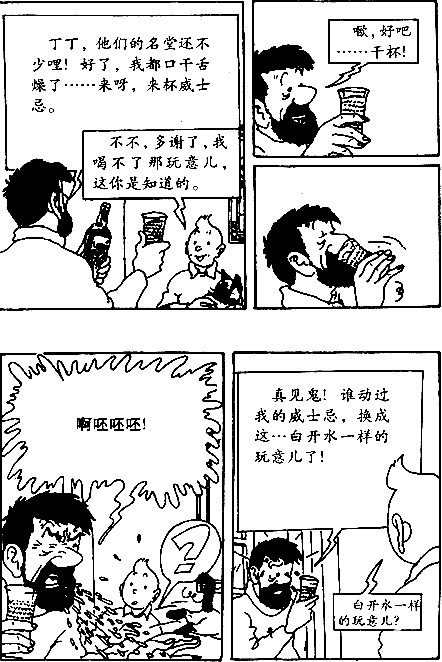 丁丁，他们的名堂还不
少哩！好了，我都口干舌
燥了……来呀，来杯威士
忌。
不不，多谢了，我
喝不了那玩意儿，
这你是知道的。
噉，好吧
……干杯！
啊呸呸呸！
?
真见鬼！谁动过
我的威士忌，换成
这…白开水一样的
玩意儿了！
白开水一样
的玩意儿？